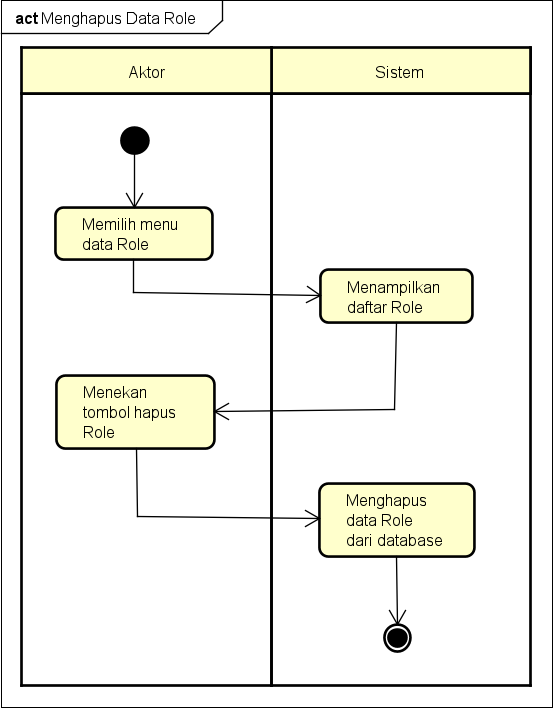 act Menghapus Data Role
Aktor
Sistem
Memilih menu
data Role
Menampilkan
daftar Role
Menekan
tombol hapus
Role
Menghapus
data Role
dari database